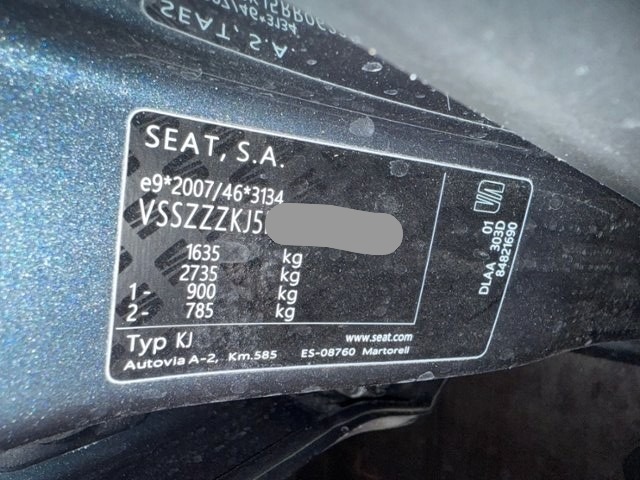 SEAT, S.A.
e9*2007/46*3134
VSSZZZKJ5
1635 kg
2735 kg
1- 900 kg
2- 785 kg
Typ KJ
www.seat.com
Autovia A-2, Km.585 ES-08760 Martorell
01
DLAA 303D
84821690